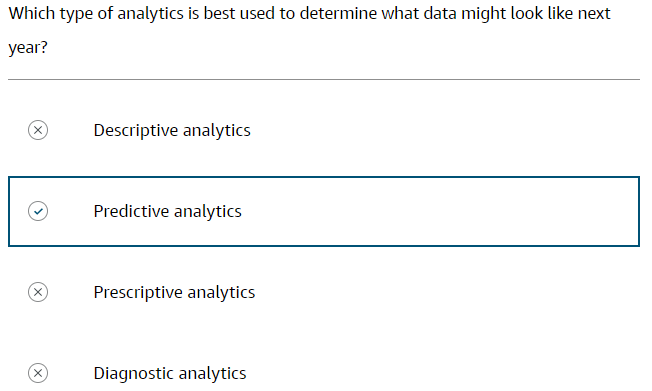 Which type of analytics is best used to determine what data might look like next
year?
Descriptive analytics
Predictive analytics
Prescriptive analytics
Diagnostic analytics